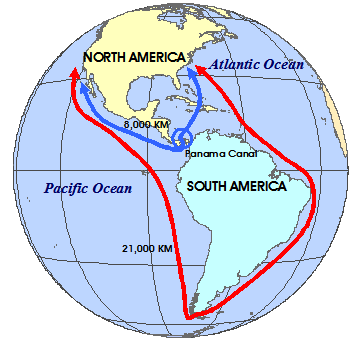 NORTH AMERICA
Atlantic Ocean
8,000 KM
Panama Canal
Pacific Ocean
SOUTH AMERICA
21,000 KM